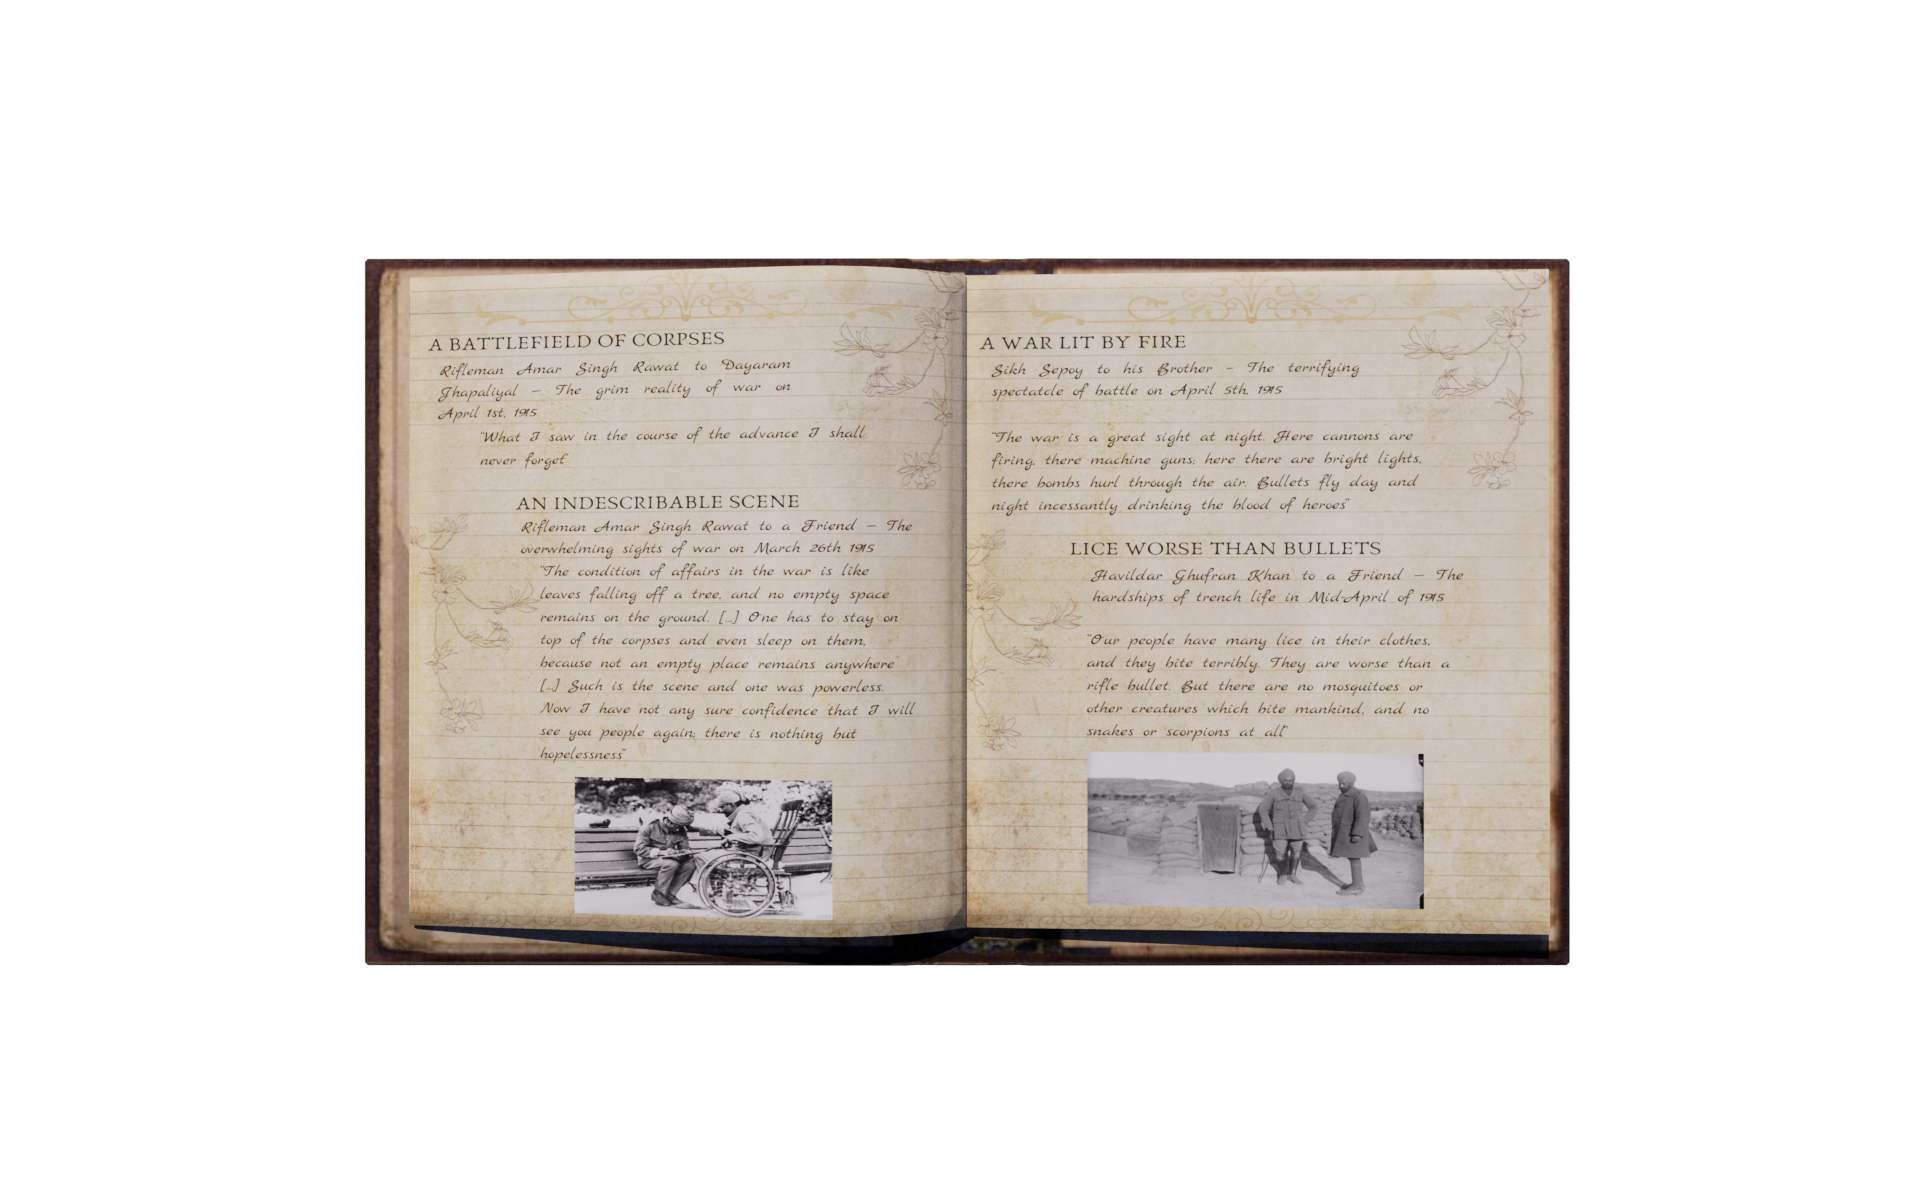 A BATTLEFIELD OF CORPSES
Rifleman Amar Singh Rawat to Dayaram
Jhapaliyal – The grim reality of war on
April 1st, 1915
"What I saw in the course of the advance I shall
never forget"
AN INDESCRIBABLE SCENE
Rifleman Amar Singh Rawat to a Friend – The
overwhelming sights of war on March 26th 1915
"The condition of affairs in the war is like
leaves falling off a tree, and no empty space
remains on the ground. [...] One has to stay on
top of the corpses and even sleep on them,
because not an empty place remains anywhere
[...] Such is the scene and one was powerless.
Now I have not any sure confidence that I will
see you people again; there is nothing but
hopelessness"
A WAR LIT BY FIRE
Sikh Sepoy to his Brother – The terrifying
spectatcle of battle on April 5th, 1915
"The war is a great sight at night. Here cannons are
firing, there machine guns; here there are bright lights,
there bombs hurl through the air. Bullets fly day and
night incessantly drinking the blood of heroes"
LICE WORSE THAN BULLETS
Havildar Ghufran Khan to a Friend – The
hardships of trench life in Mid-April of 1915
"Our people have many lice in their clothes,
and they bite terribly. They are worse than a
rifle bullet. But there are no mosquitoes or
other creatures which bite mankind, and no
snakes or scorpions at all"